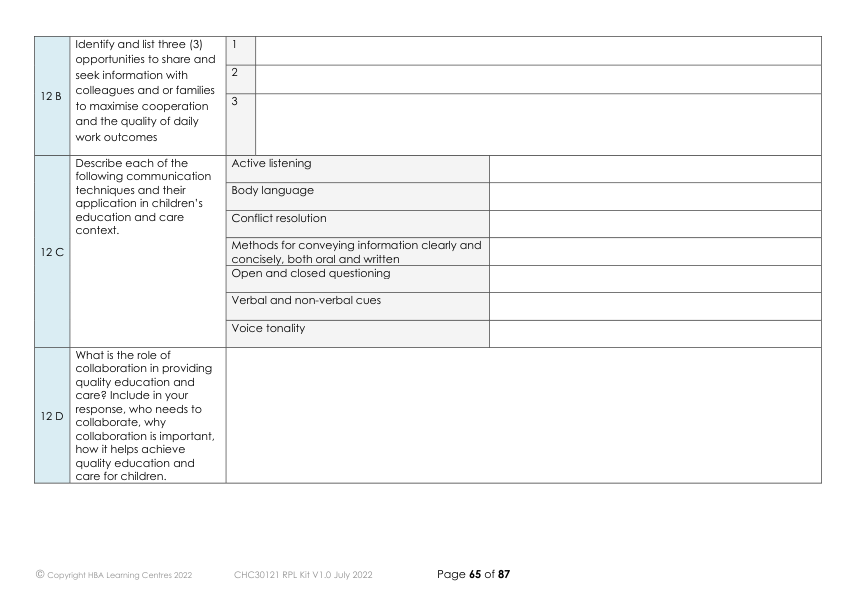 12 B
Identify and list three (3)
opportunities to share and
seek information with
colleagues and or families
to maximise cooperation
and the quality of daily
work outcomes
1
2
3
12 C
Describe each of the
following communication
techniques and their
application in children's
education and care
context.
Active listening
Body language
Conflict resolution
Methods for conveying information clearly and
concisely, both oral and written
Open and closed questioning
Verbal and non-verbal cues
Voice tonality
12 D
What is the role of
collaboration in providing
quality education and
care? Include in your
response, who needs to
collaborate, why
collaboration is important,
how it helps achieve
quality education and
care for children.
© Copyright HBA Learning Centres 2022 CHC30121 RPL Kit V1.0 July 2022 Page 65 of 87